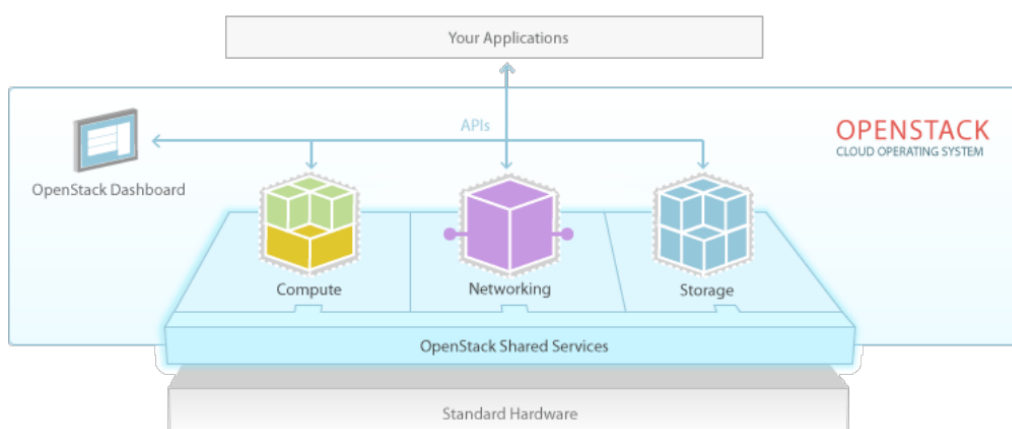 Your Applications
APIs
OPENSTACK
CLOUD OPERATING SYSTEM
OpenStack Dashboard
Compute
Networking
Storage
OpenStack Shared Services
Standard Hardware